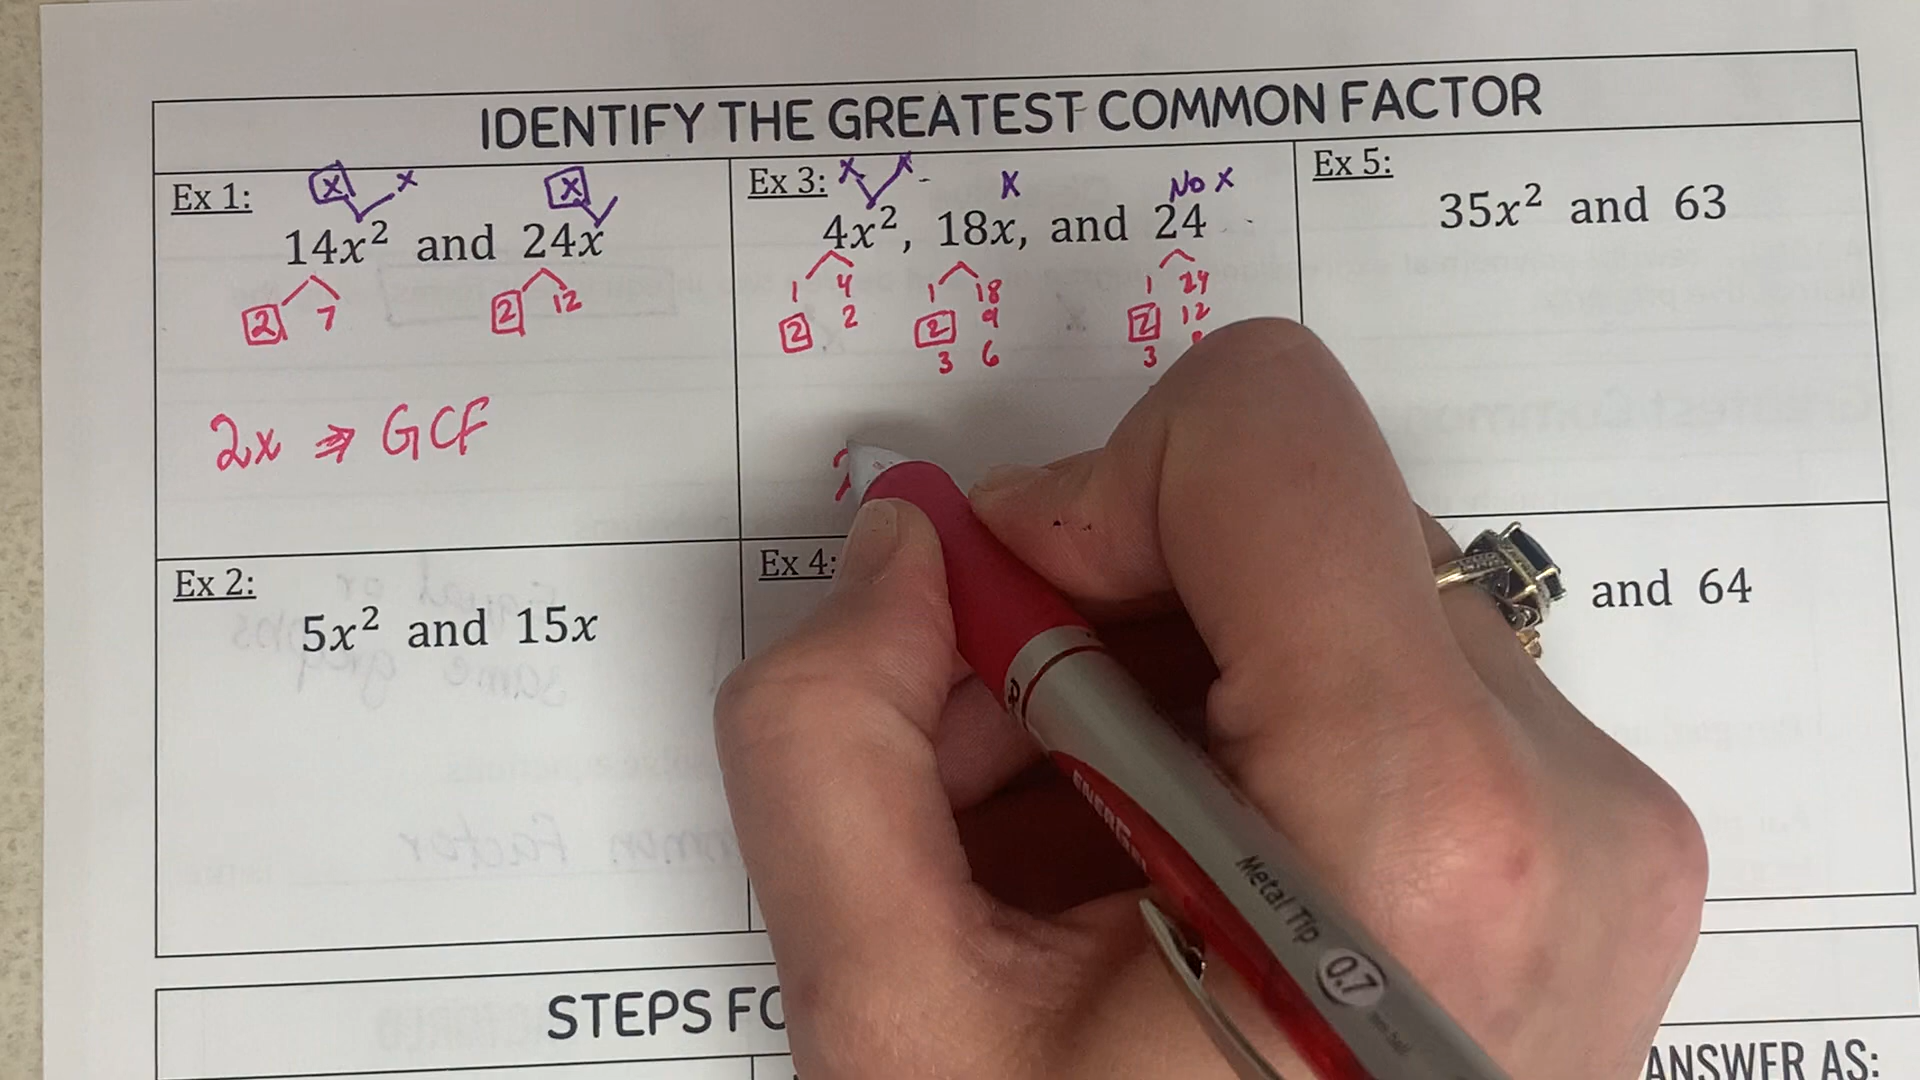 IDENTIFY THE GREATEST COMMON FACTOR
Ex 1:
x x x
14x² and 24x
2 7 2 12
2x ⇒ GCF
Ex 3:
x x x No x
4x², 18x, and 24
1 4 1 18 1 24
2 2 2 9 2 12
3 6 3
Ex 5:
35x² and 63
Ex 2:
5x² and 15x
Ex 4:
and 64
STEPS
ANSWER AS:
ENERGEL
Metal Tip 0.7